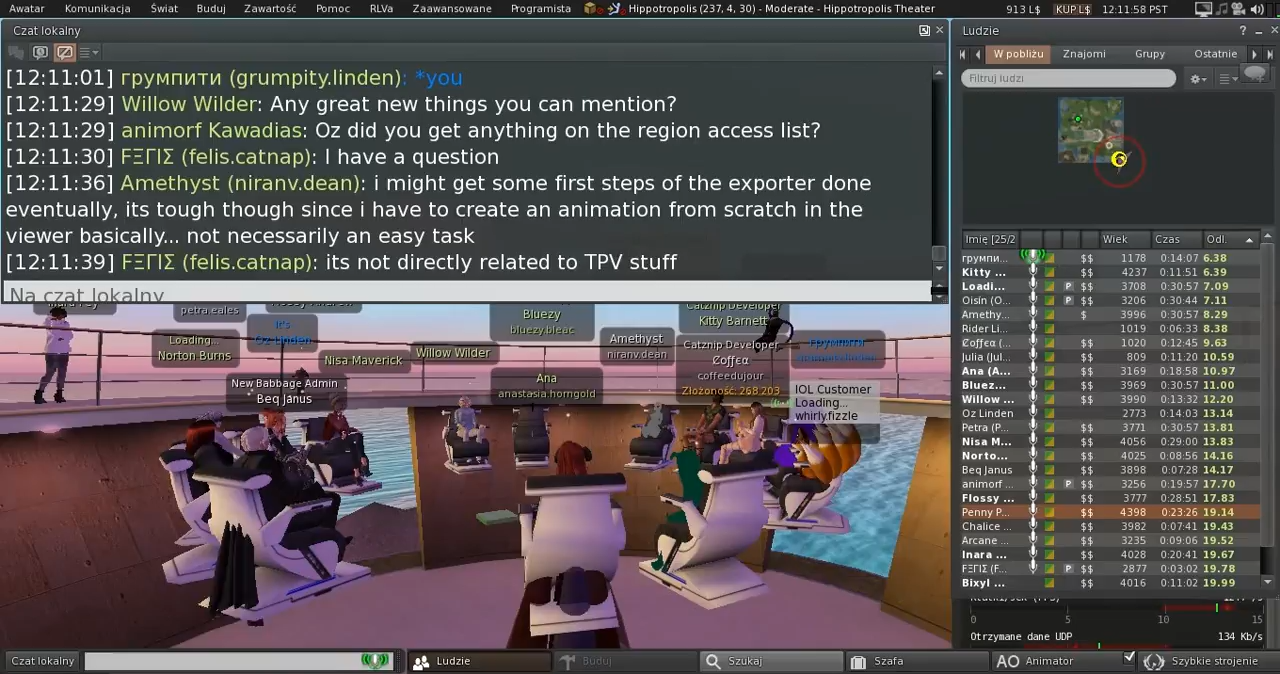 Awatar Komunikacja Świat Buduj Zawartość Pomoc RLVa Zaawansowane Programista Hippotropolis (237, 4, 30) - Moderate - Hippotropolis Theater 913 L$ KUP L$ 12:11:58 PST
Czat lokalny
[12:11:01] грумпити (grumpity.linden): *you
[12:11:29] Willow Wilder: Any great new things you can mention?
[12:11:29] animorf Kawadias: Oz did you get anything on the region access list?
[12:11:30] FΞΓIΣ (felis.catnap): I have a question
[12:11:36] Amethyst (niranv.dean): i might get some first steps of the exporter done
eventually, its tough though since i have to create an animation from scratch in the
viewer basically... not necessarily an easy task
[12:11:39] FΞΓIΣ (felis.catnap): its not directly related to TPV stuff
Na czat lokalny
petra eales
It's
Oz Linden
Loading...
Norton Burns
Nisa Maverick
Willow Wilder
New Babbage Admin
Beq Janus
Bluezy
bluezy.bleac
Ana
anastasia.horngold
Amethyst
niranv.dean
Catznip Developer
Kitty Barnett
Catznip Developer
Ȼoffεα
coffeedujour
Złożoność: 268 203
грумпити
IOL Customer
Loading...
whirly.fizzle
Ludzie
W pobliżu Znajomi Grupy Ostatnie
Filtruj ludzi
Imię [25/2 Wiek Czas Odl.
грумпи... $$ 1178 0:14:07 6.38
Kitty ... $$ 4237 0:11:51 6.39
Loadi... P $$ 3708 0:30:57 7.09
Oisín (O... P $$ 3206 0:30:44 7.11
Amethy... $ 3996 0:30:57 8.29
Rider Li... 1019 0:06:33 8.38
Ȼoffεα (... $$ 1020 0:12:45 9.63
Julia (Jul... $$ 809 0:11:20 10.59
Ana (A... $$ 3169 0:18:58 10.97
Bluez... $$ 3969 0:30:57 11.00
Willow ... $$ 3990 0:13:32 12.20
Oz Linden 2773 0:14:03 13.14
Petra (P... $$ 3771 0:30:57 13.81
Nisa M... $$ 4056 0:29:00 13.83
Norto... $$ 4025 0:08:56 14.16
Beq Janus $$ 3898 0:07:28 14.17
animorf ... P $$ 3256 0:19:57 17.70
Flossy ... $$ 3777 0:28:51 17.83
Penny P... $$ 4398 0:23:26 19.14
Chalice ... $$ 3982 0:07:41 19.43
Arcane ... $$ 3235 0:09:06 19.52
Inara ... $$ 4028 0:20:41 19.67
FΞΓIΣ (F... P $$ 2877 0:03:02 19.78
Bixyl ... $$ 4016 0:11:02 19.99
0 5 10 15
Otrzymane dane UDP 134 Kb/s
Czat lokalny Ludzie Buduj Szukaj Szafa AO Animator Szybkie strojenie